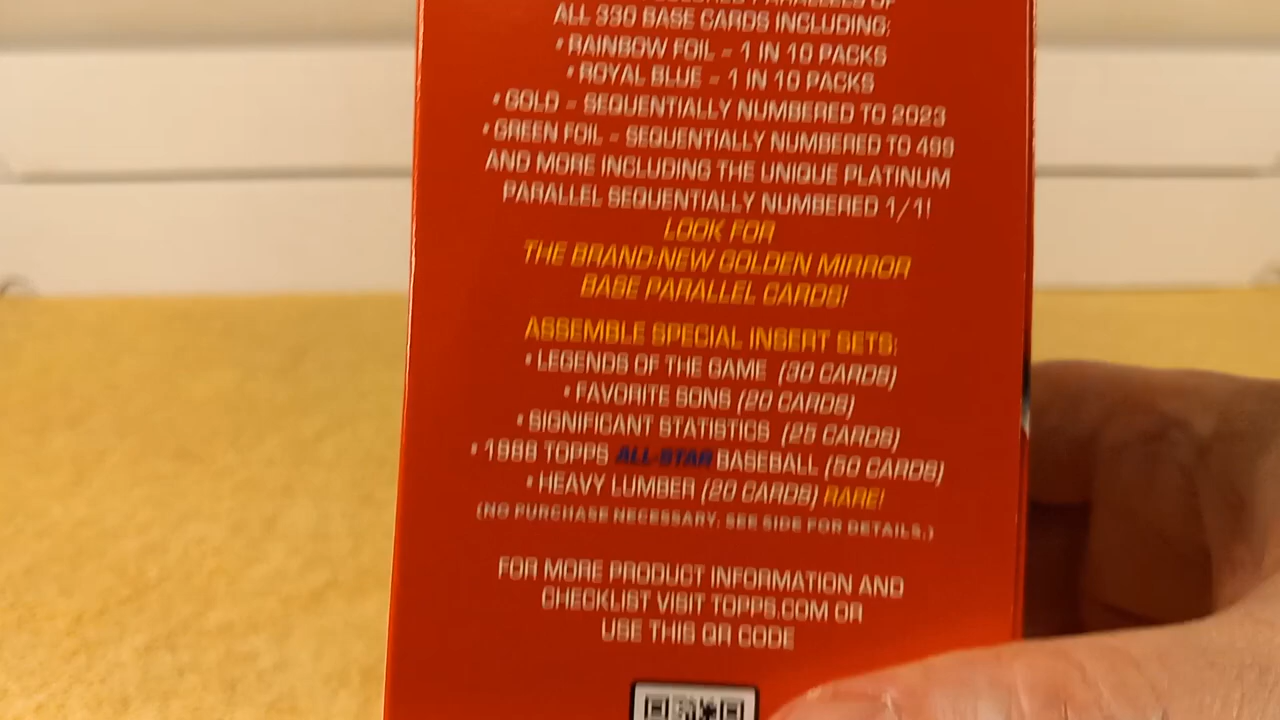 PARALLELS OF
ALL 330 BASE CARDS INCLUDING:
• RAINBOW FOIL - 1 IN 10 PACKS
• ROYAL BLUE - 1 IN 10 PACKS
• GOLD - SEQUENTIALLY NUMBERED TO 2023
• GREEN FOIL - SEQUENTIALLY NUMBERED TO 499
AND MORE INCLUDING THE UNIQUE PLATINUM
PARALLEL SEQUENTIALLY NUMBERED 1/1!
LOOK FOR
THE BRAND-NEW GOLDEN MIRROR
BASE PARALLEL CARDS!
ASSEMBLE SPECIAL INSERT SETS:
• LEGENDS OF THE GAME (30 CARDS)
• FAVORITE SONS (20 CARDS)
• SIGNIFICANT STATISTICS (25 CARDS)
• 1988 TOPPS ALL-STAR BASEBALL (50 CARDS)
• HEAVY LUMBER (20 CARDS) RARE!
(NO PURCHASE NECESSARY. SEE SIDE FOR DETAILS.)
FOR MORE PRODUCT INFORMATION AND
CHECKLIST VISIT TOPPS.COM OR
USE THIS QR CODE